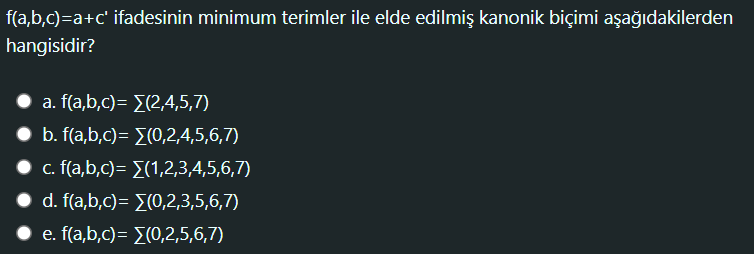 f(a,b,c)=a+c' ifadesinin minimum terimler ile elde edilmiş kanonik biçimi aşağıdakilerden
hangisidir?
a. f(a,b,c)= ∑(2,4,5,7)
b. f(a,b,c)= ∑(0,2,4,5,6,7)
c. f(a,b,c)= ∑(1,2,3,4,5,6,7)
d. f(a,b,c)= ∑(0,2,3,5,6,7)
e. f(a,b,c)= ∑(0,2,5,6,7)